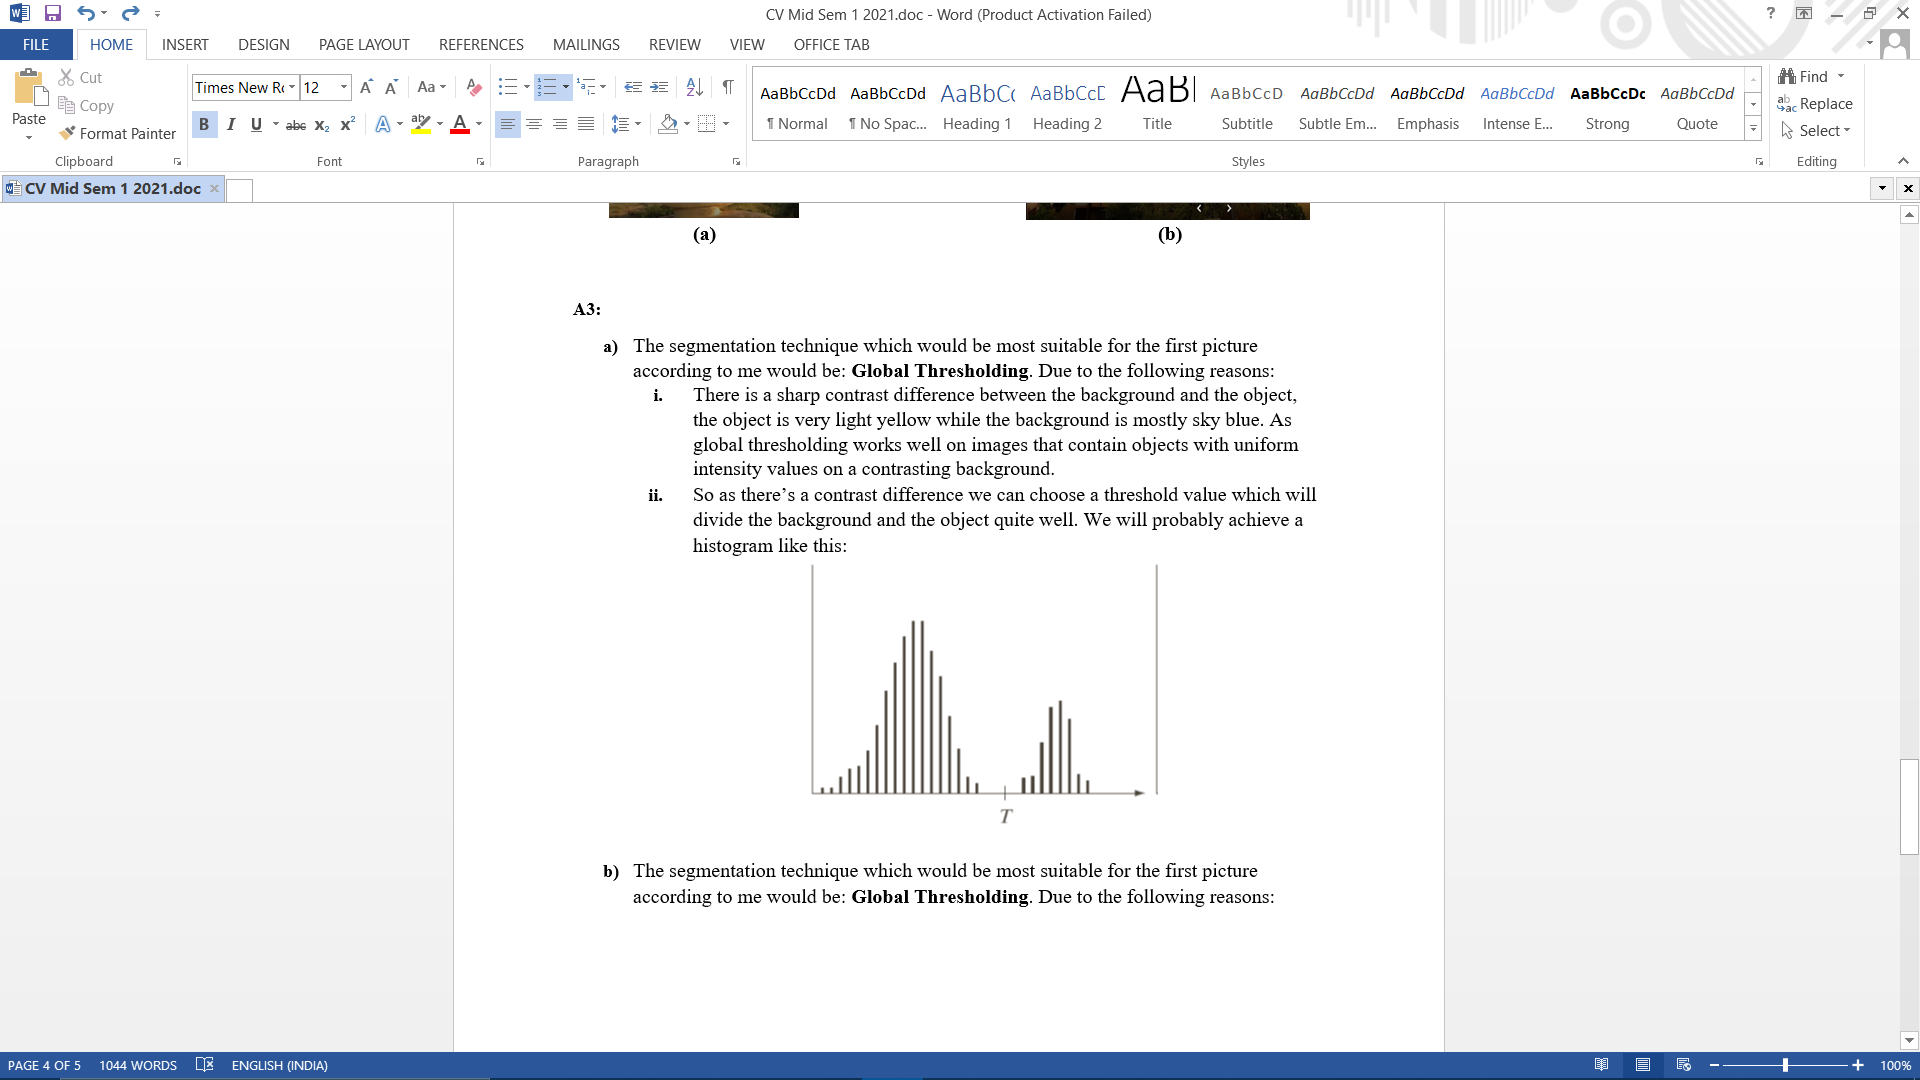 CV Mid Sem 1 2021.doc - Word (Product Activation Failed)
FILE HOME INSERT DESIGN PAGE LAYOUT REFERENCES MAILINGS REVIEW VIEW OFFICE TAB
Paste
Cut
Copy
Format Painter
Clipboard
Times New Rc 12
Font
Paragraph
AaBbCcDd AaBbCcDd AaBbCc AaBbCcC AaBl AaBbCcD AaBbCcDd AaBbCcDd AaBbCcDd AaBbCcDc AaBbCcDd
¶ Normal ¶ No Spac... Heading 1 Heading 2 Title Subtitle Subtle Em... Emphasis Intense E... Strong Quote
Styles
Find
Replace
Select
Editing
CV Mid Sem 1 2021.doc
(a) (b)
A3:
a) The segmentation technique which would be most suitable for the first picture
according to me would be: Global Thresholding. Due to the following reasons:
i. There is a sharp contrast difference between the background and the object,
the object is very light yellow while the background is mostly sky blue. As
global thresholding works well on images that contain objects with uniform
intensity values on a contrasting background.
ii. So as there’s a contrast difference we can choose a threshold value which will
divide the background and the object quite well. We will probably achieve a
histogram like this:
T
b) The segmentation technique which would be most suitable for the first picture
according to me would be: Global Thresholding. Due to the following reasons:
PAGE 4 OF 5 1044 WORDS ENGLISH (INDIA) 100%